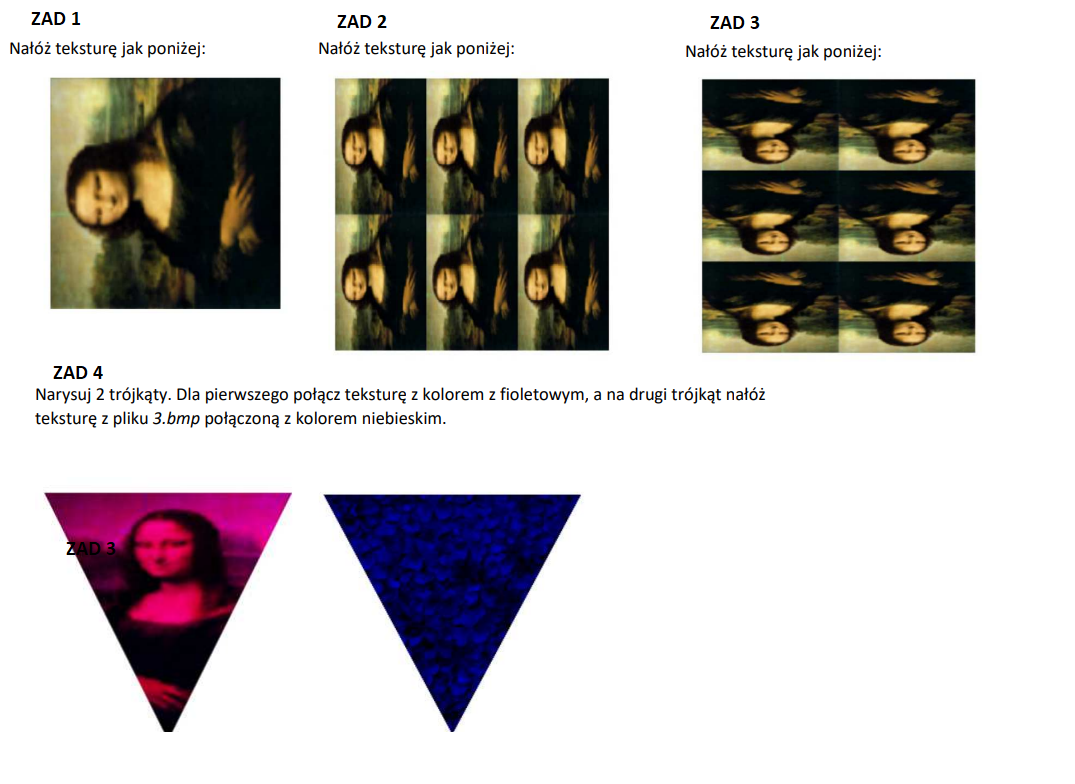 ZAD 1
Nałóż teksturę jak poniżej:
ZAD 2
Nałóż teksturę jak poniżej:
ZAD 3
Nałóż teksturę jak poniżej:
ZAD 4
Narysuj 2 trójkąty. Dla pierwszego połącz teksturę z kolorem z fioletowym, a na drugi trójkąt nałóż
teksturę z pliku 3.bmp połączoną z kolorem niebieskim.
ZAD 3